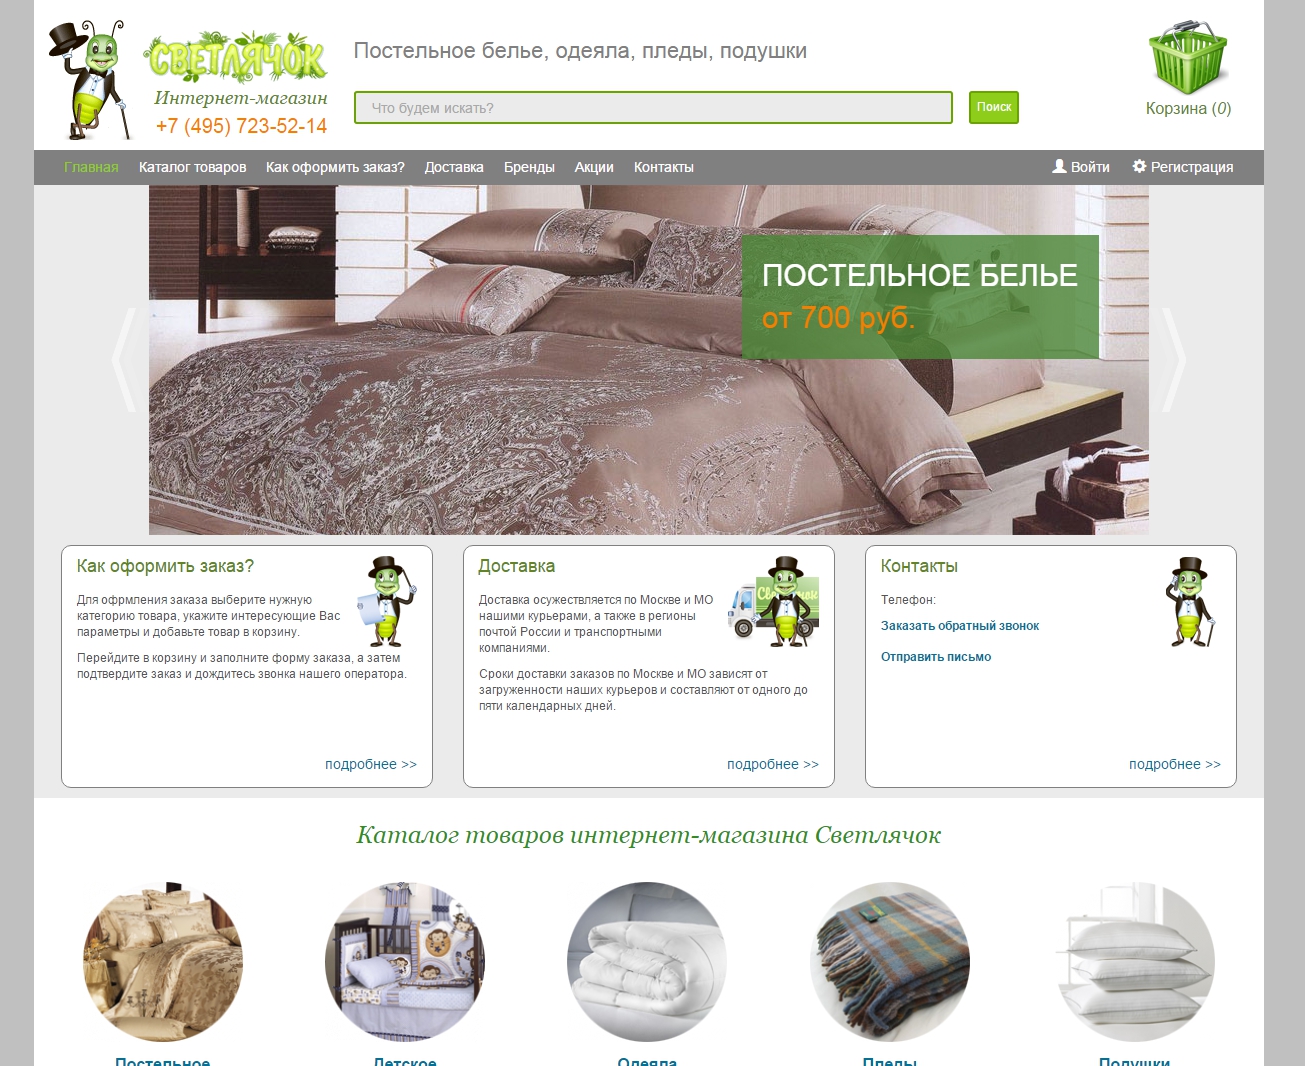 СВЕТЛЯЧОК
Интернет-магазин
+7 (495) 723-52-14
Постельное белье, одеяла, пледы, подушки
Что будем искать?
Поиск
Корзина (0)
Главная Каталог товаров Как оформить заказ? Доставка Бренды Акции Контакты Войти Регистрация
ПОСТЕЛЬНОЕ БЕЛЬЕ
от 700 руб.
Как оформить заказ?
Для офрмления заказа выберите нужную
категорию товара, укажите интересующие Вас
параметры и добавьте товар в корзину.
Перейдите в корзину и заполните форму заказа, а затем
подтвердите заказ и дождитесь звонка нашего оператора.
подробнее >>
Доставка
Доставка осуществляется по Москве и МО
нашими курьерами, а также в регионы
почтой России и транспортными
компаниями.
Сроки доставки заказов по Москве и МО зависят от
загруженности наших курьеров и составляют от одного до
пяти календарных дней.
подробнее >>
Контакты
Телефон:
Заказать обратный звонок
Отправить письмо
подробнее >>
Каталог товаров интернет-магазина Светлячок
Постельное Детское Одеяла Пледы Подушки